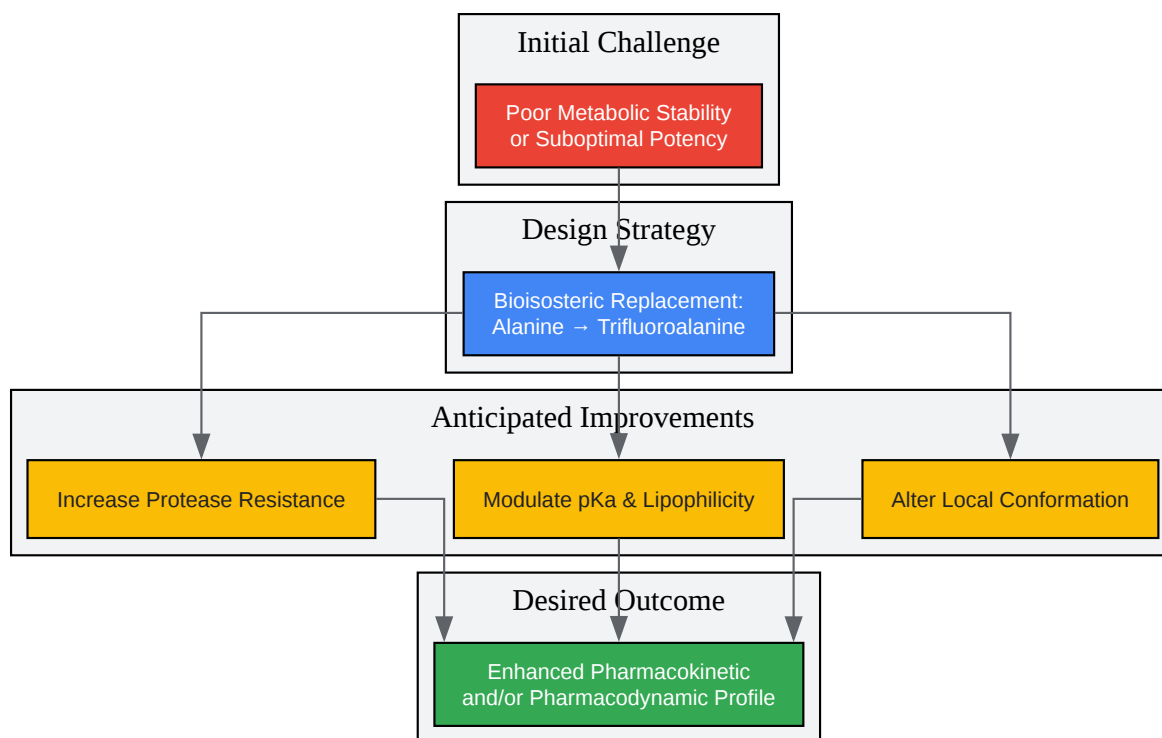 Initial Challenge
Poor Metabolic Stability
or Suboptimal Potency
Design Strategy
Bioisosteric Replacement:
Alanine → Trifluoroalanine
Anticipated Improvements
Increase Protease Resistance
Modulate pKa & Lipophilicity
Alter Local Conformation
Desired Outcome
Enhanced Pharmacokinetic
and/or Pharmacodynamic Profile